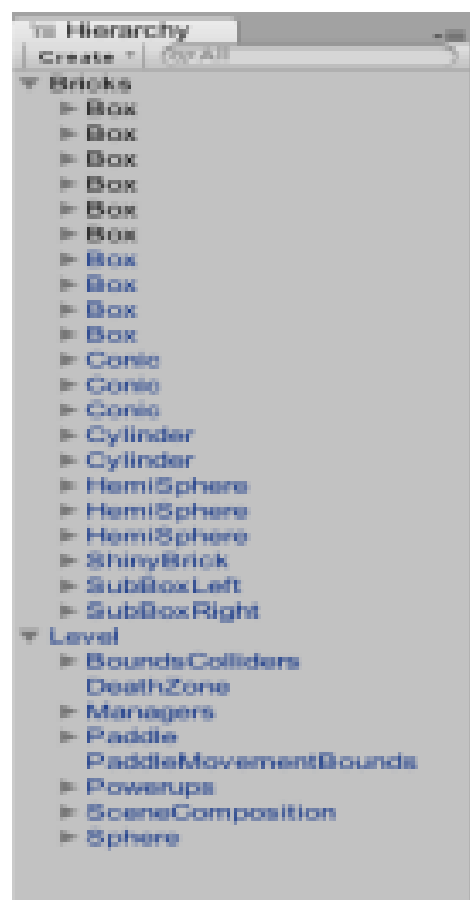 Hierarchy
Create All
Bricks
Box
Box
Box
Box
Box
Box
Box
Box
Box
Box
Conic
Conic
Conic
Cylinder
Cylinder
HemiSphere
HemiSphere
HemiSphere
ShinyBrick
SubBoxLeft
SubBoxRight
Level
BoundsColliders
DeathZone
Managers
Paddle
PaddleMovementBounds
Powerups
SceneComposition
Sphere